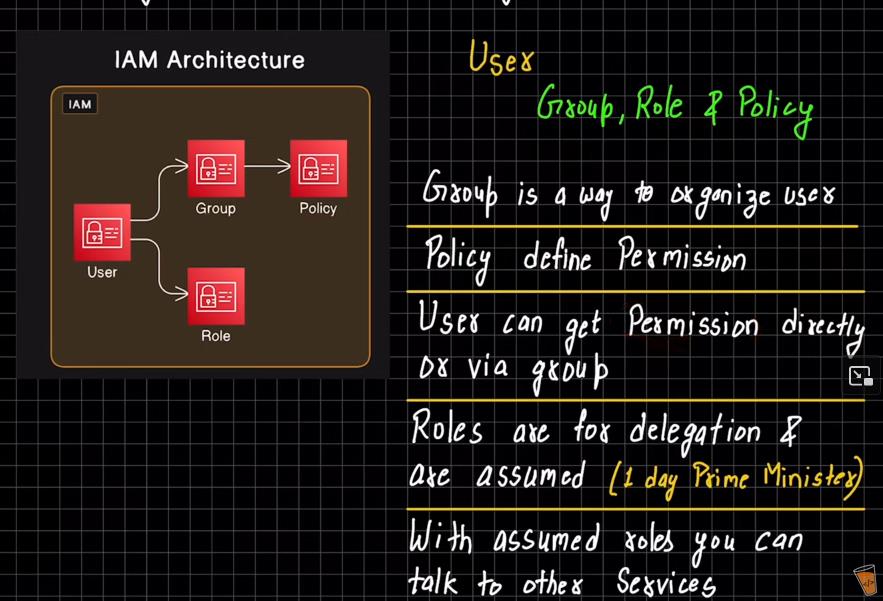 IAM Architecture
IAM
Group
Policy
User
Role
User
Group, Role & Policy
Group is a way to organize user
Policy define Permission
User can get Permission directly
or via group
Roles are for delegation &
are assumed (1 day Prime Minister)
With assumed roles you can
talk to other Services